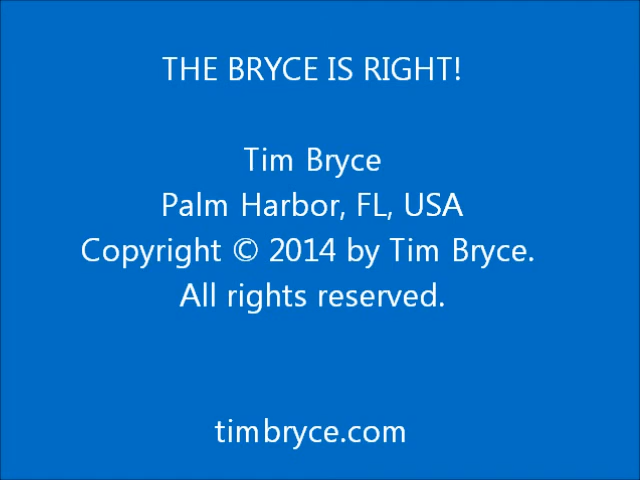 THE BRYCE IS RIGHT!
Tim Bryce
Palm Harbor, FL, USA
Copyright © 2014 by Tim Bryce.
All rights reserved.
timbryce.com